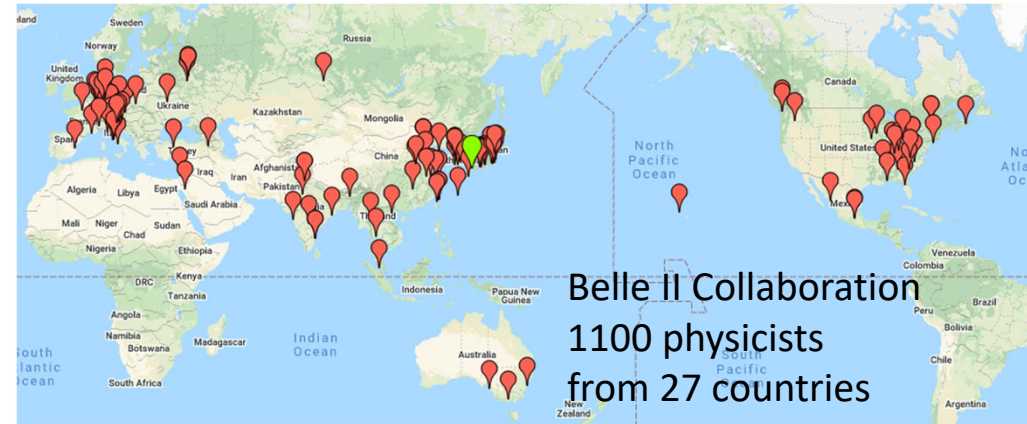 Sweden
Norway
Russia
United
Kingdom
Canada
Ukraine
Kazakhstan
Mongolia
China
United States
North
Pacific
Ocean
Iraq
Iran
Pakistan
Algeria
Libya
Egypt
Saudi Arabia
Mali
Niger
Sudan
Chad
Nigeria
Ethiopia
Venezuela
Colombia
DRC
Kenya
Indonesia
Papua New
Guinea
Belle II Collaboration
1100 physicists
from 27 countries
Tanzania
Brazil
Peru
Angola
Namibia
Botswana
Madagascar
Indian
Ocean
Bolivia
Australia
South
Pacific
Ocean
Chile
South Africa
New
Zealand
Argentina